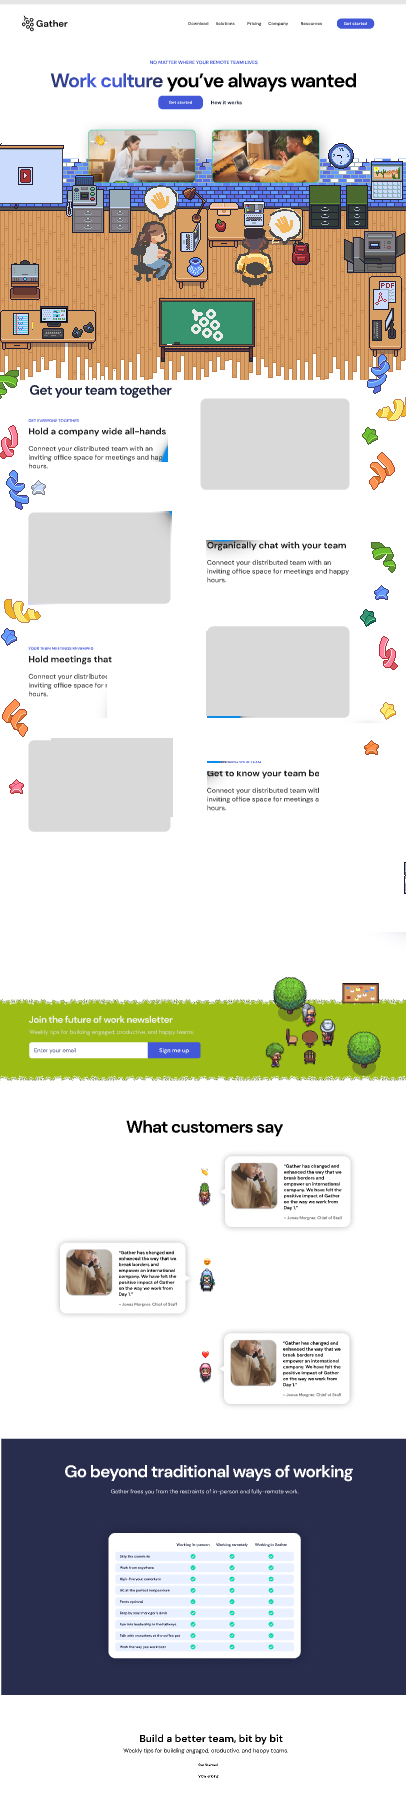 Gather
Download Solutions Pricing Company Resources Get started
NO MATTER WHERE YOUR REMOTE TEAM LIVES
Work culture you've always wanted
Get started How it works
PDF
Get your team together
GET EVERYONE TOGETHER
Hold a company wide all-hands
Connect your distributed team with an
inviting office space for meetings and hap
hours.
Organically chat with your team
Connect your distributed team with an
inviting office space for meetings and happy
hours.
YOUR TEAM MEETINGS REVAMPED
Hold meetings that
Connect your distribute
inviting office space for
hours.
Get to know your team be
Connect your distributed team wit
inviting office space for meetings a
hours.
Join the future of work newsletter
Weekly tips for building engaged, productive, and happy teams.
Enter your email Sign me up
What customers say
"Gather has changed and
enhanced the way that we
break borders and
empower an international
company. We have felt the
positive impact of Gather
on the way we work from
Day 1."
– Jonas Morgner, Chief of Staff
"Gather has changed and
enhanced the way that we
break borders and
empower an international
company. We have felt the
positive impact of Gather
on the way we work from
Day 1."
– Jonas Morgner, Chief of Staff
"Gather has changed and
enhanced the way that we
break borders and
empower an international
company. We have felt the
positive impact of Gather
on the way we work from
Day 1."
– Jonas Morgner, Chief of Staff
Go beyond traditional ways of working
Gather frees you from the restraints of in-person and fully-remote work.
Working in-person Working remotely Working in Gather
Skip the commute
Work from anywhere
High-five your coworkers
Sit at the perfect temperature
Pants optional
Stop by your manager's desk
Run into leadership in the hallways
Talk with coworkers at the coffee pot
Work the way you work best
Build a better team, bit by bit
Weekly tips for building engaged, productive, and happy teams.
Get Started